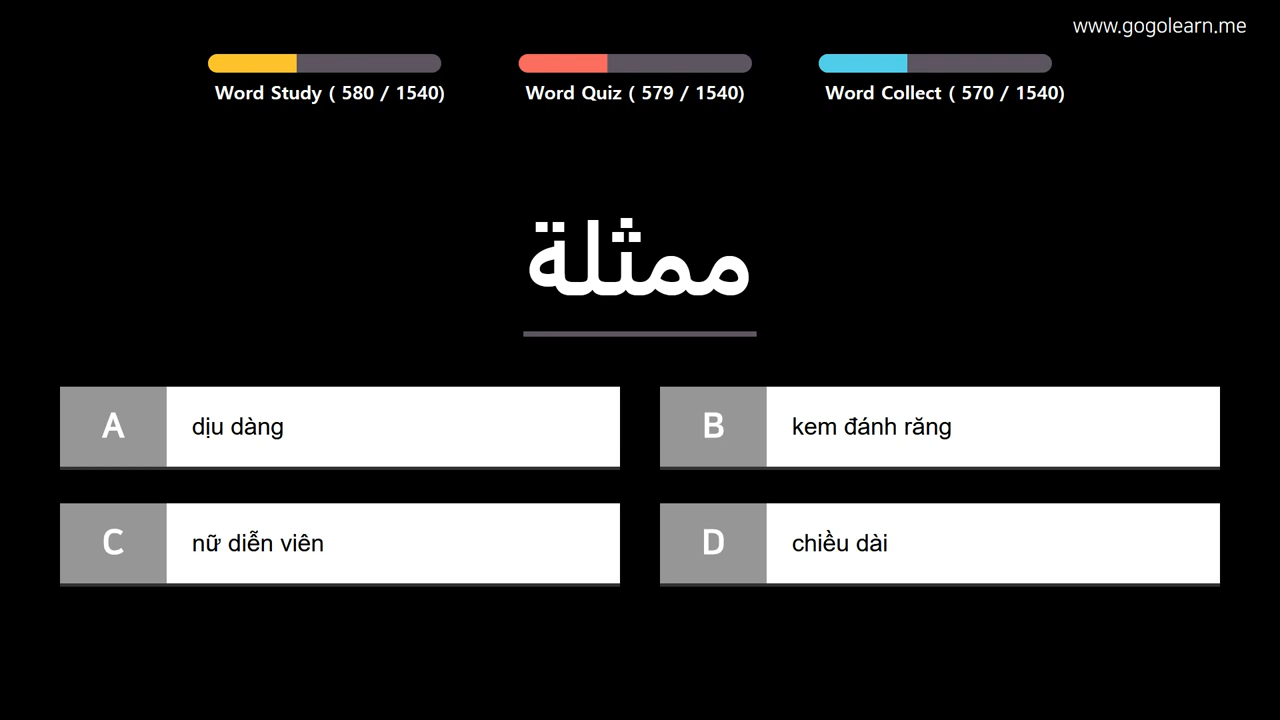 www.gogolearn.me
Word Study ( 580 / 1540)
Word Quiz ( 579 / 1540)
Word Collect ( 570 / 1540)
ممثلة
A dịu dàng
B kem đánh răng
C nữ diễn viên
D chiều dài